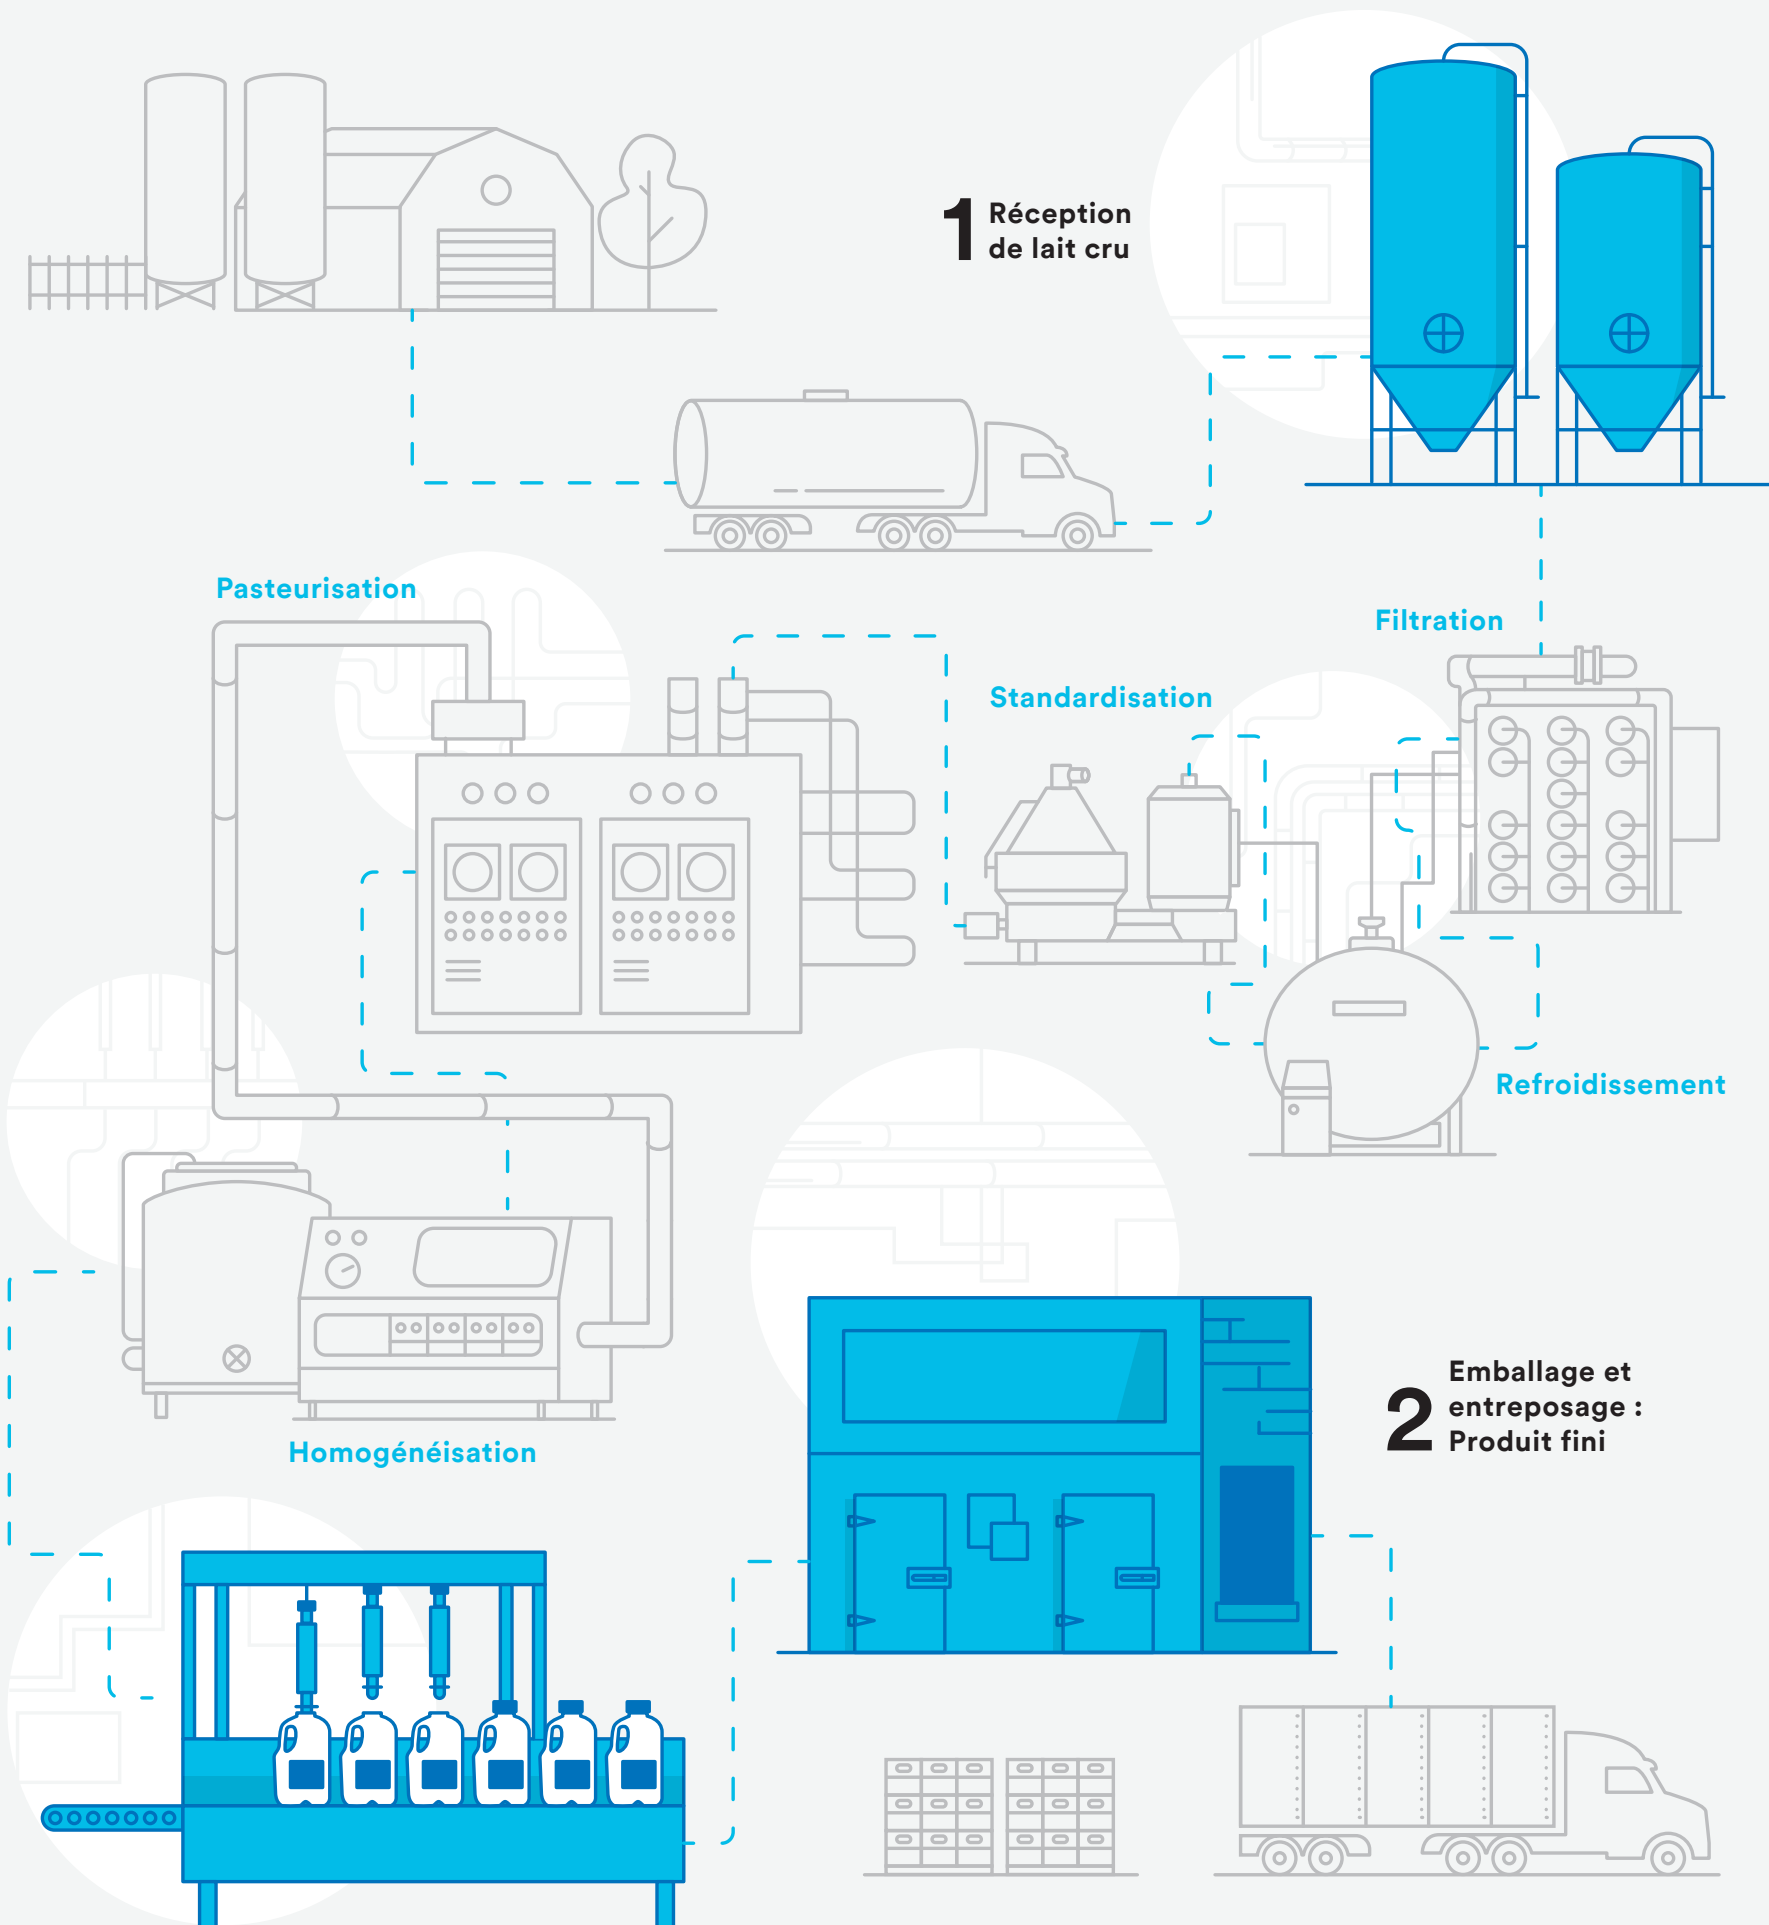 1 Réception
de lait cru
Pasteurisation
Filtration
Standardisation
Refroidissement
Homogénéisation
2 Emballage et
entreposage :
Produit fini